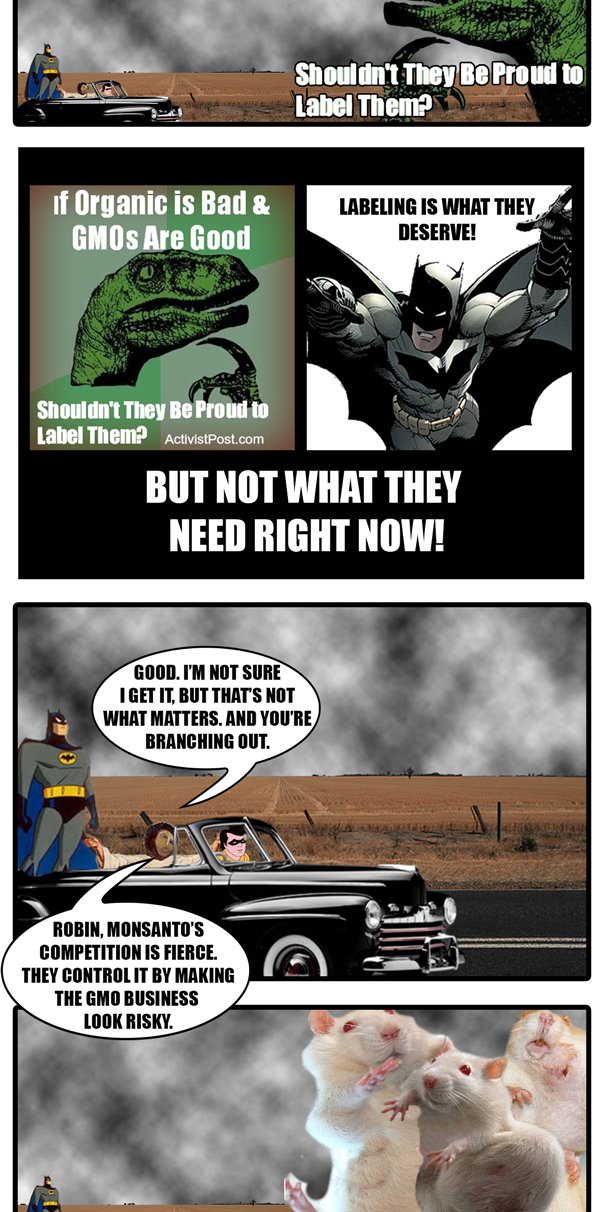 Shouldn't They Be Proud to
Label Them?
If Organic is Bad &
GMOs Are Good
Shouldn't They Be Proud to
Label Them? ActivistPost.com
LABELING IS WHAT THEY
DESERVE!
BUT NOT WHAT THEY
NEED RIGHT NOW!
GOOD. I'M NOT SURE
I GET IT, BUT THAT'S NOT
WHAT MATTERS. AND YOU'RE
BRANCHING OUT.
ROBIN, MONSANTO'S
COMPETITION IS FIERCE.
THEY CONTROL IT BY MAKING
THE GMO BUSINESS
LOOK RISKY.